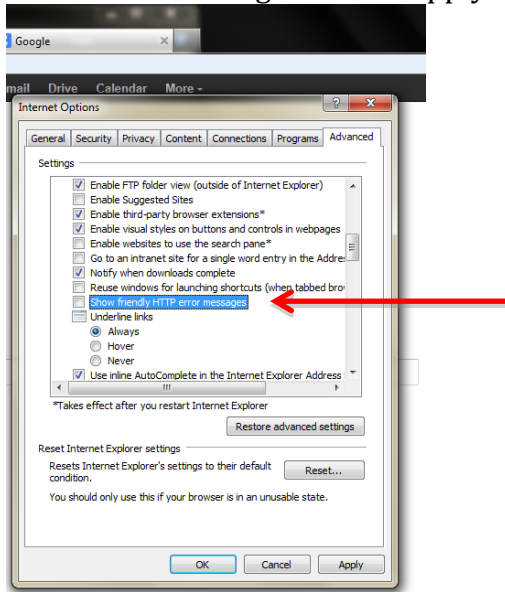 Google
Drive Calendar More
Internet Options
General Security Privacy Content Connections Programs Advanced
Settings
Enable FTP folder view (outside of Internet Explorer)
Enable Suggested Sites
Enable third-party browser extensions*
Enable visual styles on buttons and controls in webpages
Enable websites to use the search pane*
Go to an intranet site for a single word entry in the Addre
Notify when downloads complete
Reuse windows for launching shortcuts (when tabbed bro
Show friendly HTTP error messages
Underline links
Always
Hover
Never
Use inline AutoComplete in the Internet Explorer Address
*Takes effect after you restart Internet Explorer
Restore advanced settings
Reset Internet Explorer settings
Resets Internet Explorer's settings to their default
condition.
Reset...
You should only use this if your browser is in an unusable state.
OK Cancel Apply